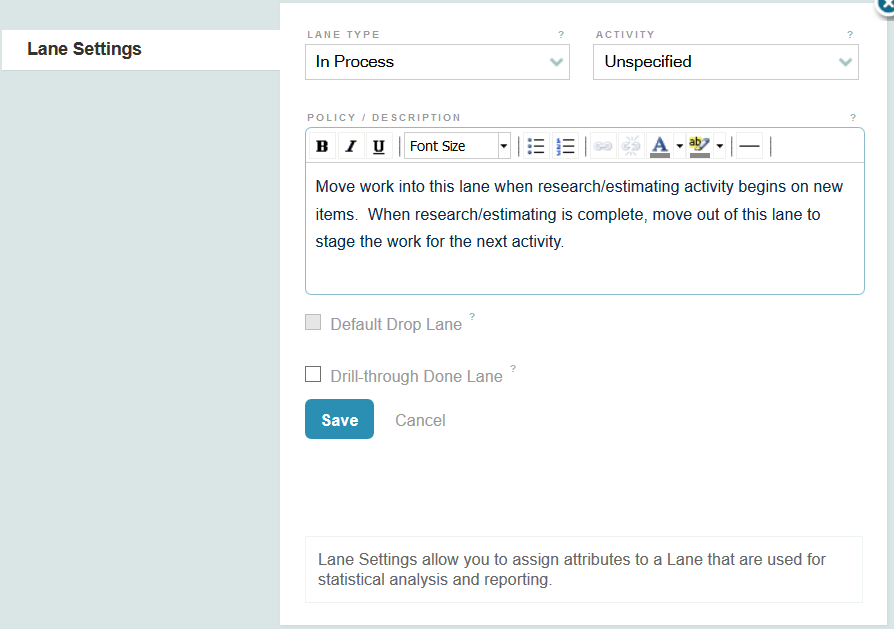 Lane Settings
LANE TYPE ? ACTIVITY ?
In Process Unspecified
POLICY / DESCRIPTION ?
B I U Font Size A ab
Move work into this lane when research/estimating activity begins on new
items. When research/estimating is complete, move out of this lane to
stage the work for the next activity.
Default Drop Lane ?
Drill-through Done Lane ?
Save Cancel
Lane Settings allow you to assign attributes to a Lane that are used for
statistical analysis and reporting.